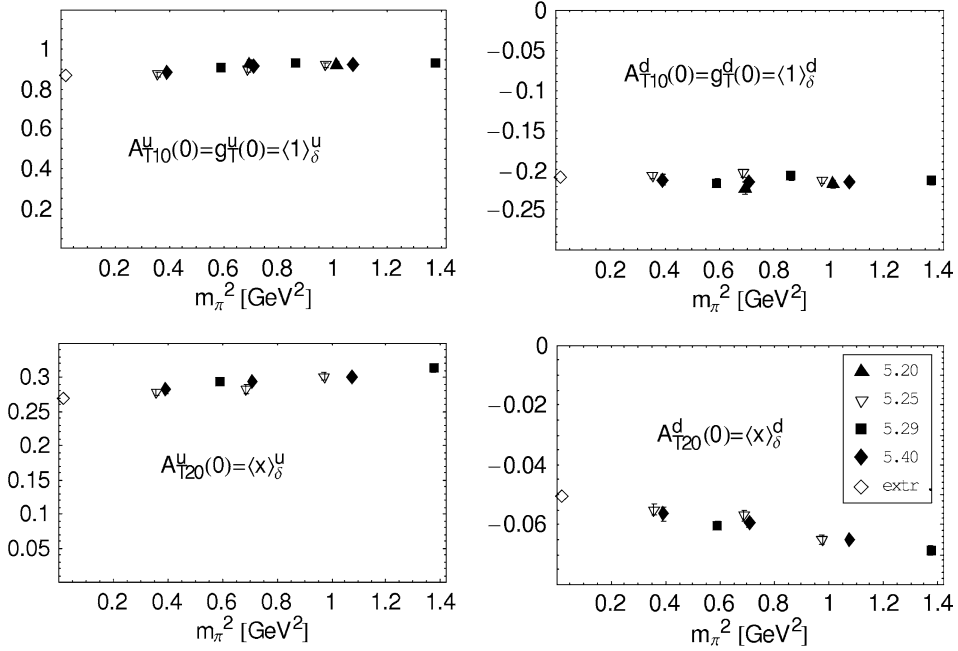 1
0.8
0.6
0.4
0.2
A^u_T10(0)=g^u_T(0)=⟨1⟩^u_δ
0.2 0.4 0.6 0.8 1 1.2 1.4
m_π^2 [GeV^2]
0
−0.05
−0.1
−0.15
−0.2
−0.25
A^d_T10(0)=g^d_T(0)=⟨1⟩^d_δ
0.2 0.4 0.6 0.8 1 1.2 1.4
m_π^2 [GeV^2]
0.3
0.25
0.2
0.15
0.1
0.05
A^u_T20(0)=⟨x⟩^u_δ
0.2 0.4 0.6 0.8 1 1.2 1.4
m_π^2 [GeV^2]
0
−0.02
−0.04
−0.06
A^d_T20(0)=⟨x⟩^d_δ
5.20
5.25
5.29
5.40
extr
0.2 0.4 0.6 0.8 1 1.2 1.4
m_π^2 [GeV^2]